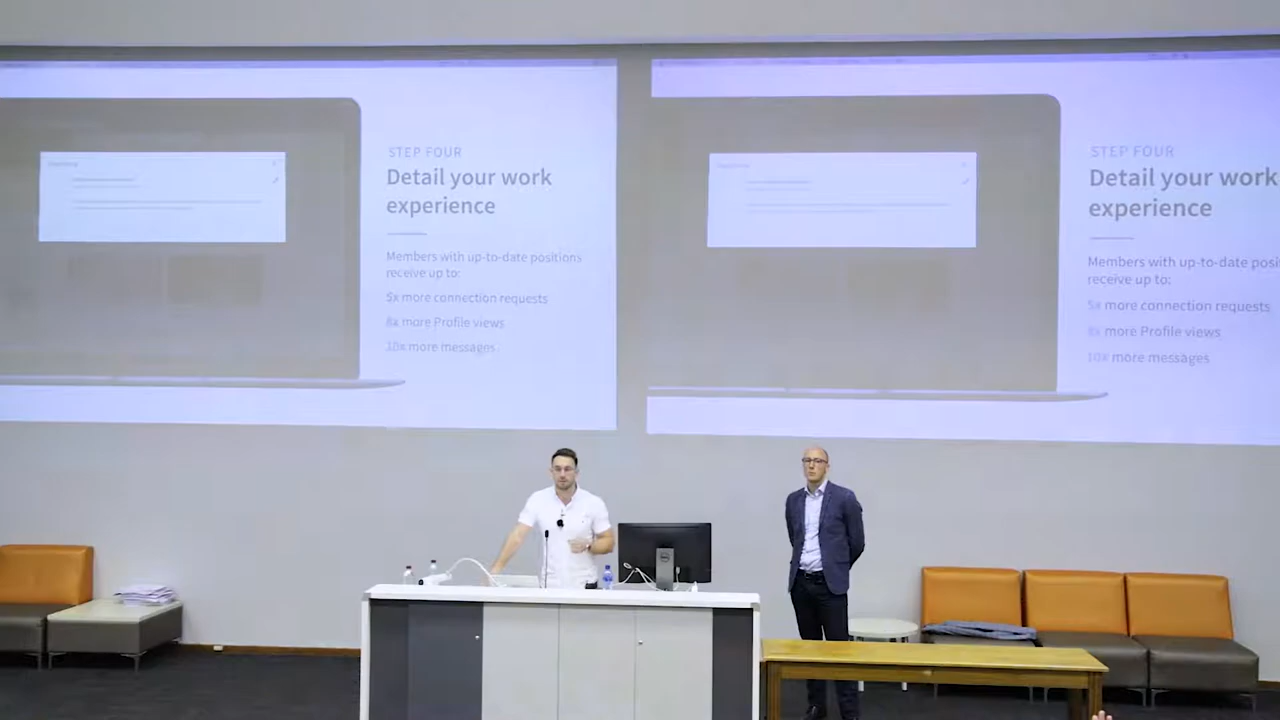 STEP FOUR
Detail your work
experience
Members with up-to-date positions
receive up to:
5x more connection requests
8x more Profile views
10x more messages
STEP FOUR
Detail your work
experience
Members with up-to-date
receive up to:
5x more connection requests
8x more Profile views
10x more messages
DELL